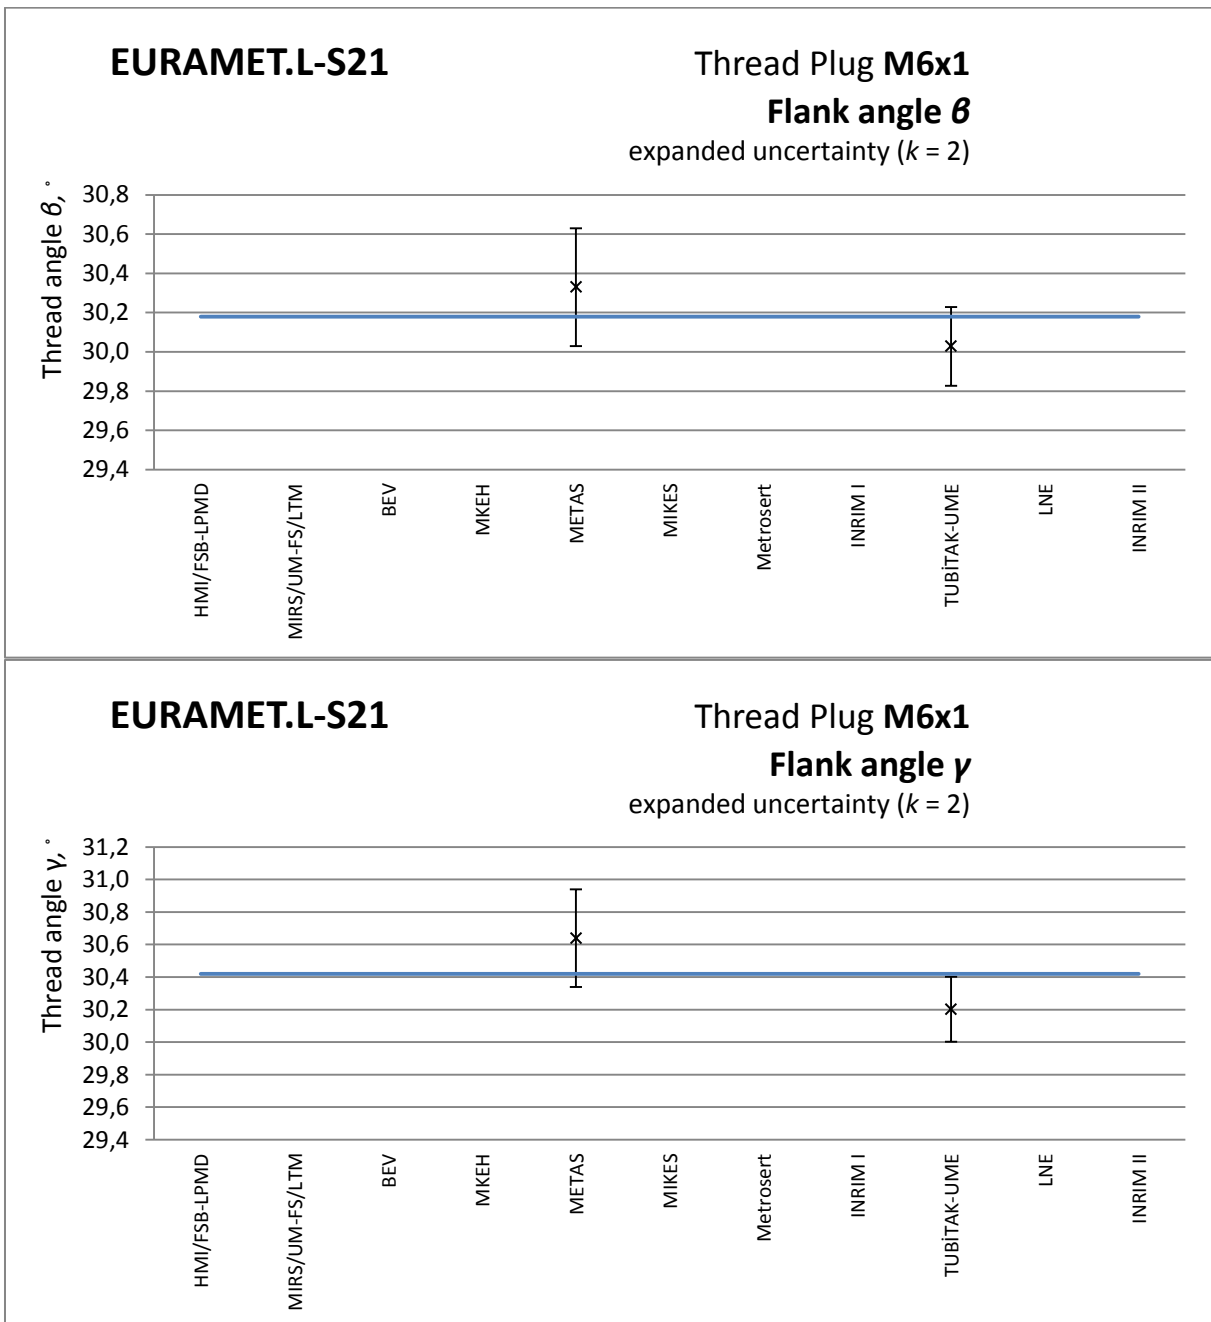 EURAMET.L-S21
Thread Plug M6x1
Flank angle β
expanded uncertainty (k = 2)
Thread angle β, °
30,8
30,6
30,4
30,2
30,0
29,8
29,6
29,4
HMI/FSB-LPMD
MIRS/UM-FS/LTM
BEV
MKEH
METAS
MIKES
Metrosert
INRIM I
TUBİTAK-UME
LNE
INRIM II
EURAMET.L-S21
Thread Plug M6x1
Flank angle γ
expanded uncertainty (k = 2)
Thread angle γ, °
31,2
31,0
30,8
30,6
30,4
30,2
30,0
29,8
29,6
29,4
HMI/FSB-LPMD
MIRS/UM-FS/LTM
BEV
MKEH
METAS
MIKES
Metrosert
INRIM I
TUBİTAK-UME
LNE
INRIM II